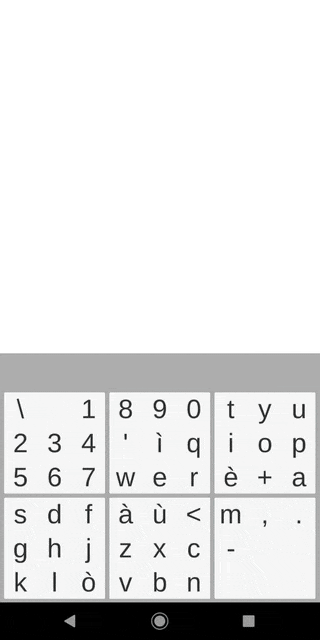 \ 1 8 9 0 t y u
2 3 4 ' ì q i o p
5 6 7 w e r è + a
s d f à ù < m , .
g h j z x c -
k l ò v b n